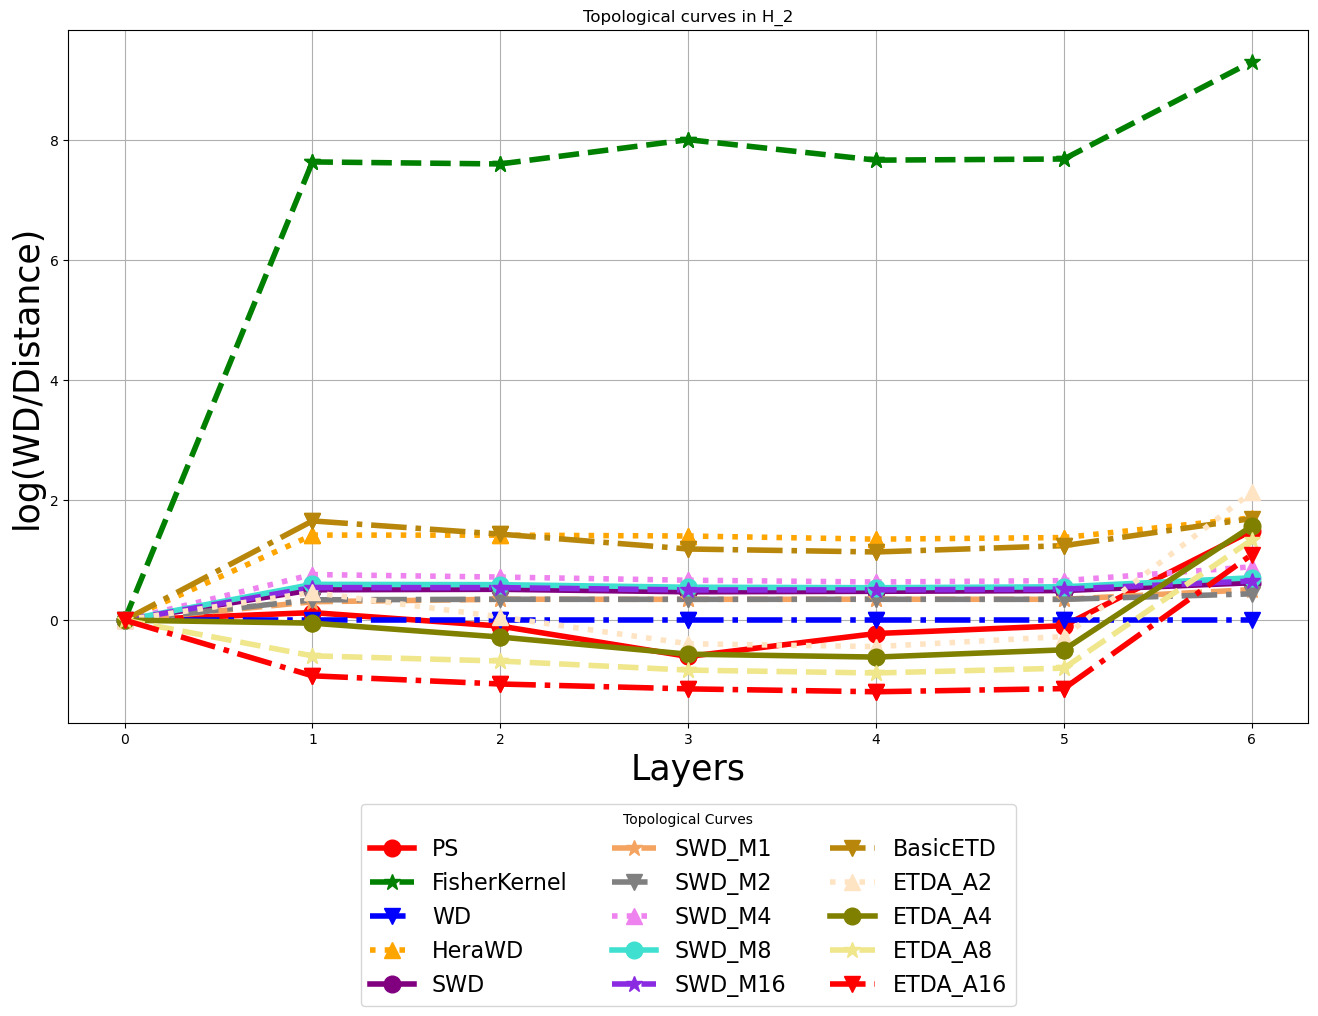 Topological curves in H_2
log(WD/Distance)
8
6
4
2
0
0 1 2 3 4 5 6
Layers
Topological Curves
PS SWD_M1 BasicETD
FisherKernel SWD_M2 ETDA_A2
WD SWD_M4 ETDA_A4
HeraWD SWD_M8 ETDA_A8
SWD SWD_M16 ETDA_A16